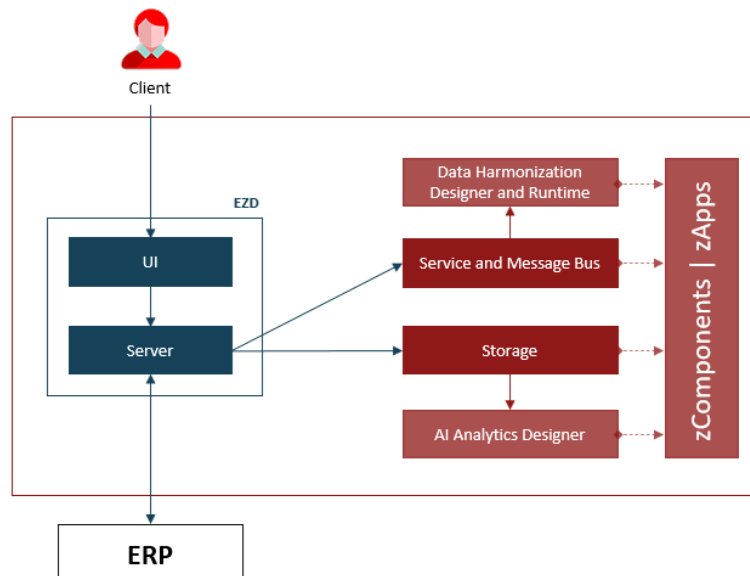 Client
EZD
UI
Server
Data Harmonization
Designer and Runtime
Service and Message Bus
Storage
AI Analytics Designer
zComponents | zApps
ERP